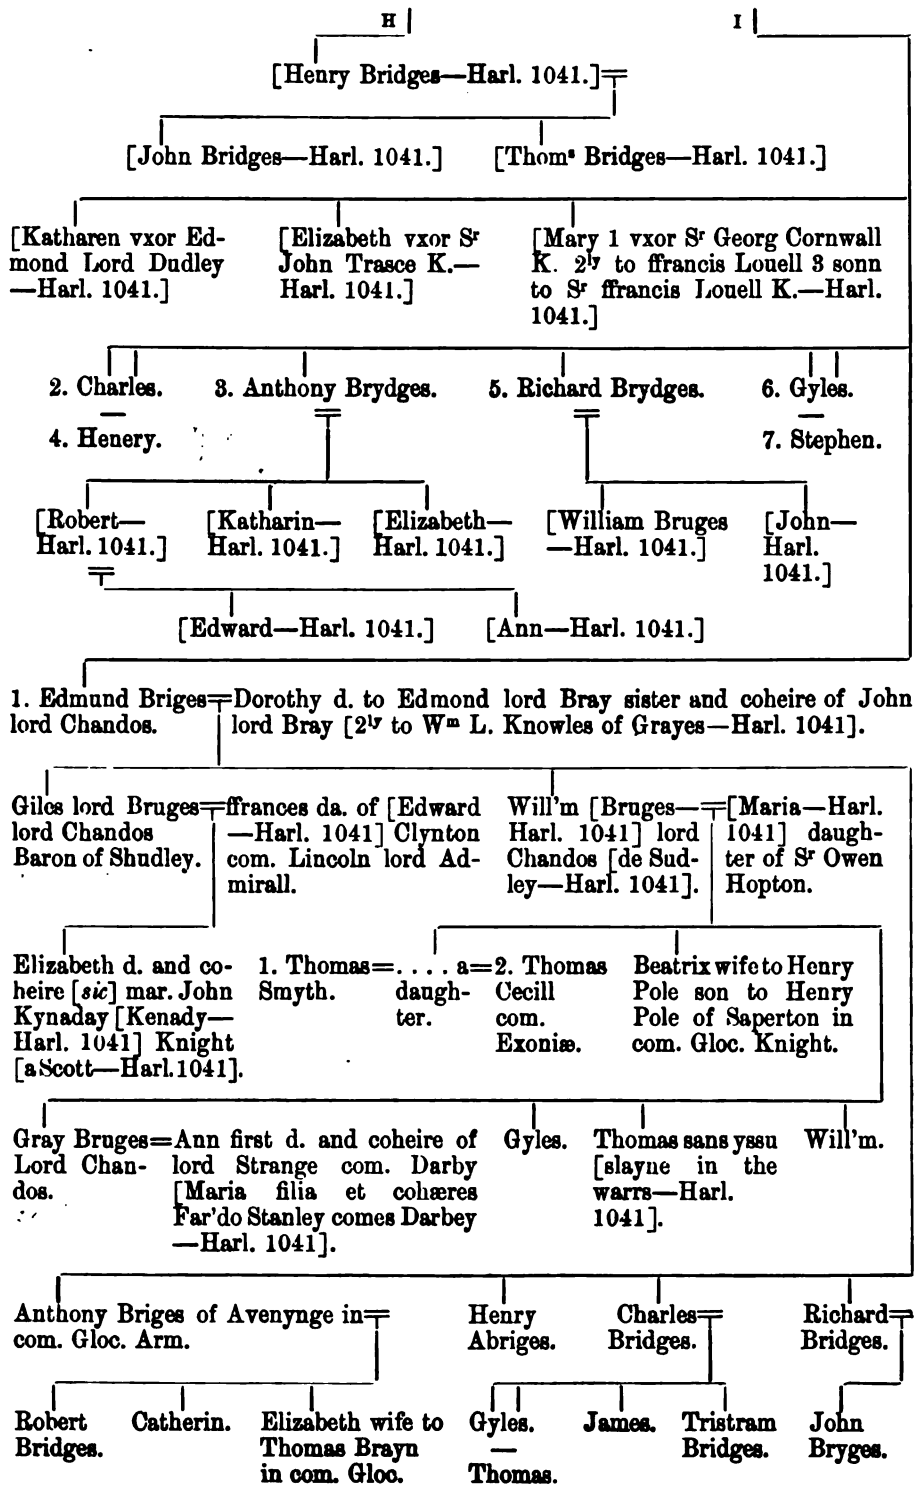 H
I
[Henry Bridges—Harl. 1041.]
[John Bridges—Harl. 1041.]
[Thomˢ Bridges—Harl. 1041.]
[Katharen vxor Ed-
mond Lord Dudley
—Harl. 1041.]
[Elizabeth vxor Sʳ
John Trasce K.—
Harl. 1041.]
[Mary 1 vxor Sʳ Georg Cornwall
K. 2ˡʸ to ffrancis Louell 3 sonn
to Sʳ ffrancis Louell K.—Harl.
1041.]
2. Charles.
—
4. Henery.
3. Anthony Brydges.
5. Richard Brydges.
6. Gyles.
—
7. Stephen.
[Robert—
Harl. 1041.]
[Katharin—
Harl. 1041.]
[Elizabeth—
Harl. 1041.]
[William Bruges
—Harl. 1041.]
[John—
Harl.
1041.]
[Edward—Harl. 1041.]
[Ann—Harl. 1041.]
1. Edmund Briges=
lord Chandos.
Dorothy d. to Edmond lord Bray sister and coheire of John
lord Bray [2ˡʸ to Wᵐ L. Knowles of Grayes—Harl. 1041].
Giles lord Bruges=
lord Chandos
Baron of Shudley.
ffrances da. of [Edward
—Harl. 1041] Clynton
com. Lincoln lord Ad-
mirall.
Will'm [Bruges—
Harl. 1041] lord
Chandos [de Sud-
ley—Harl. 1041].
=[Maria—Harl.
1041] daugh-
ter of Sʳ Owen
Hopton.
Elizabeth d. and co-
heire [sic] mar. John
Kynaday [Kenady—
Harl. 1041] Knight
[a Scott—Harl. 1041].
1. Thomas=
Smyth.
. . . . a=
daugh-
ter.
2. Thomas
Cecill
com.
Exoniæ.
Beatrix wife to Henry
Pole son to Henry
Pole of Saperton in
com. Gloc. Knight.
Gray Bruges=
Lord Chan-
dos.
Ann first d. and coheire of
lord Strange com. Darby
[Maria filia et cohæres
Far'do Stanley comes Darbey
—Harl. 1041].
Gyles.
Thomas sans yssu
[slayne in the
warrs—Harl.
1041].
Will'm.
Anthony Briges of Avenynge in=
com. Gloc. Arm.
Henry
Abriges.
Charles=
Bridges.
Richard=
Bridges.
Robert
Bridges.
Catherin.
Elizabeth wife to
Thomas Brayn
in com. Gloc.
Gyles.
—
Thomas.
James.
Tristram
Bridges.
John
Bryges.